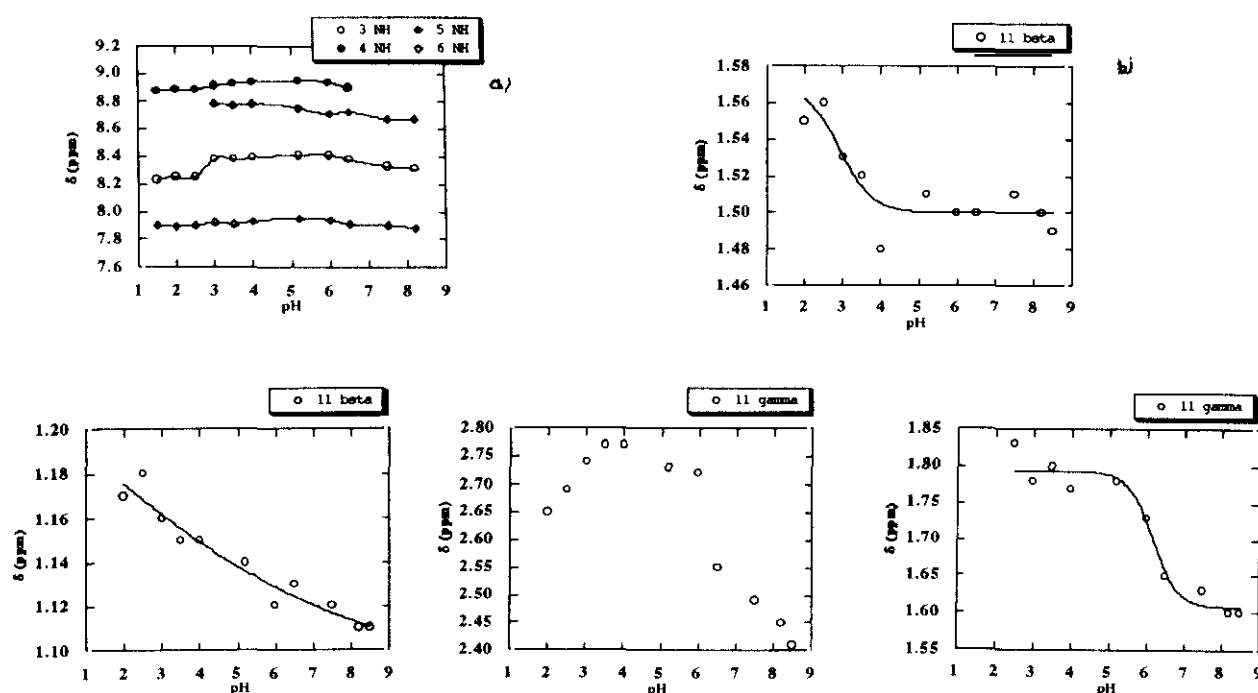 3 NH 5 NH
4 NH 6 NH
a)
9.2
9.0
8.8
8.6
8.4
8.2
8.0
7.8
7.6
δ (ppm)
1 2 3 4 5 6 7 8 9
pH
11 beta
b)
1.58
1.56
1.54
1.52
1.50
1.48
1.46
δ (ppm)
1 2 3 4 5 6 7 8 9
pH
11 beta
1.20
1.18
1.16
1.14
1.12
1.10
δ (ppm)
1 2 3 4 5 6 7 8 9
pH
11 gamma
2.80
2.75
2.70
2.65
2.60
2.55
2.50
2.45
2.40
δ (ppm)
1 2 3 4 5 6 7 8 9
pH
11 gamma
1.85
1.80
1.75
1.70
1.65
1.60
1.55
δ (ppm)
1 2 3 4 5 6 7 8 9
pH